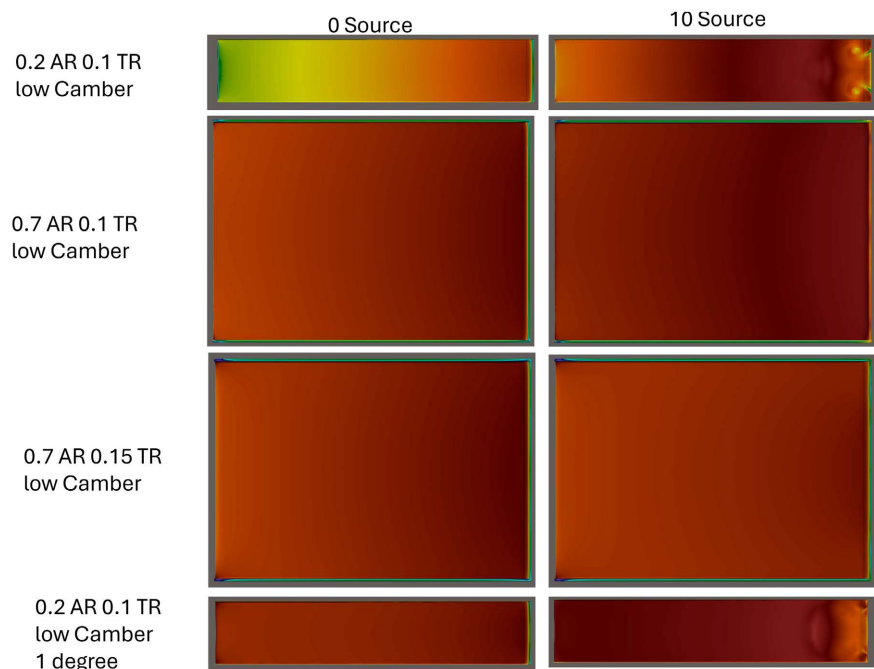 0 Source
10 Source
0.2 AR 0.1 TR
low Camber
0.7 AR 0.1 TR
low Camber
0.7 AR 0.15 TR
low Camber
0.2 AR 0.1 TR
low Camber
1 degree